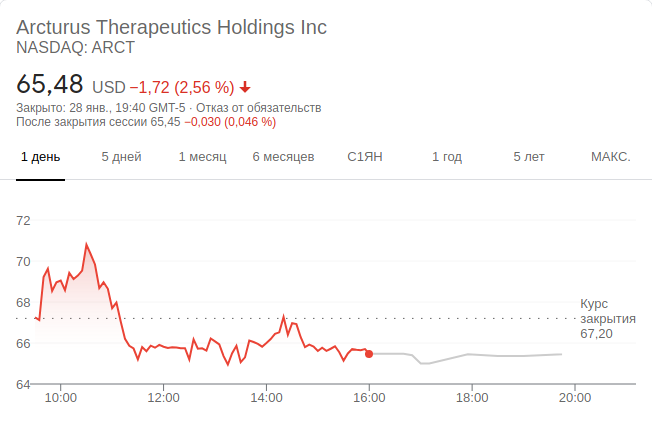 Arcturus Therapeutics Holdings Inc
NASDAQ: ARCT
65,48 USD −1,72 (2,56 %)
Закрыто: 28 янв., 19:40 GMT-5 · Отказ от обязательств
После закрытия сессии 65,45 −0,030 (0,046 %)
1 день 5 дней 1 месяц 6 месяцев С1ЯН 1 год 5 лет МАКС.
72
70
68
Курс
закрытия
67,20
66
64
10:00 12:00 14:00 16:00 18:00 20:00